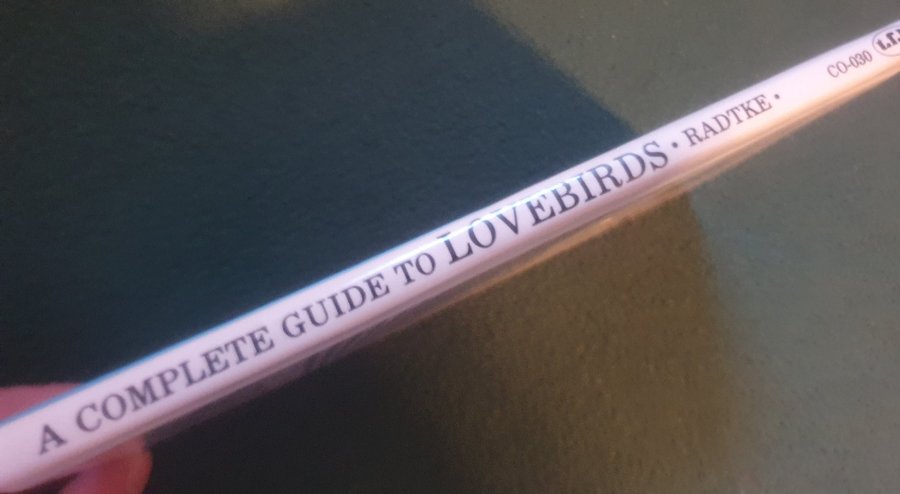 A COMPLETE GUIDE TO LOVEBIRDS · RADTKE · CO-030